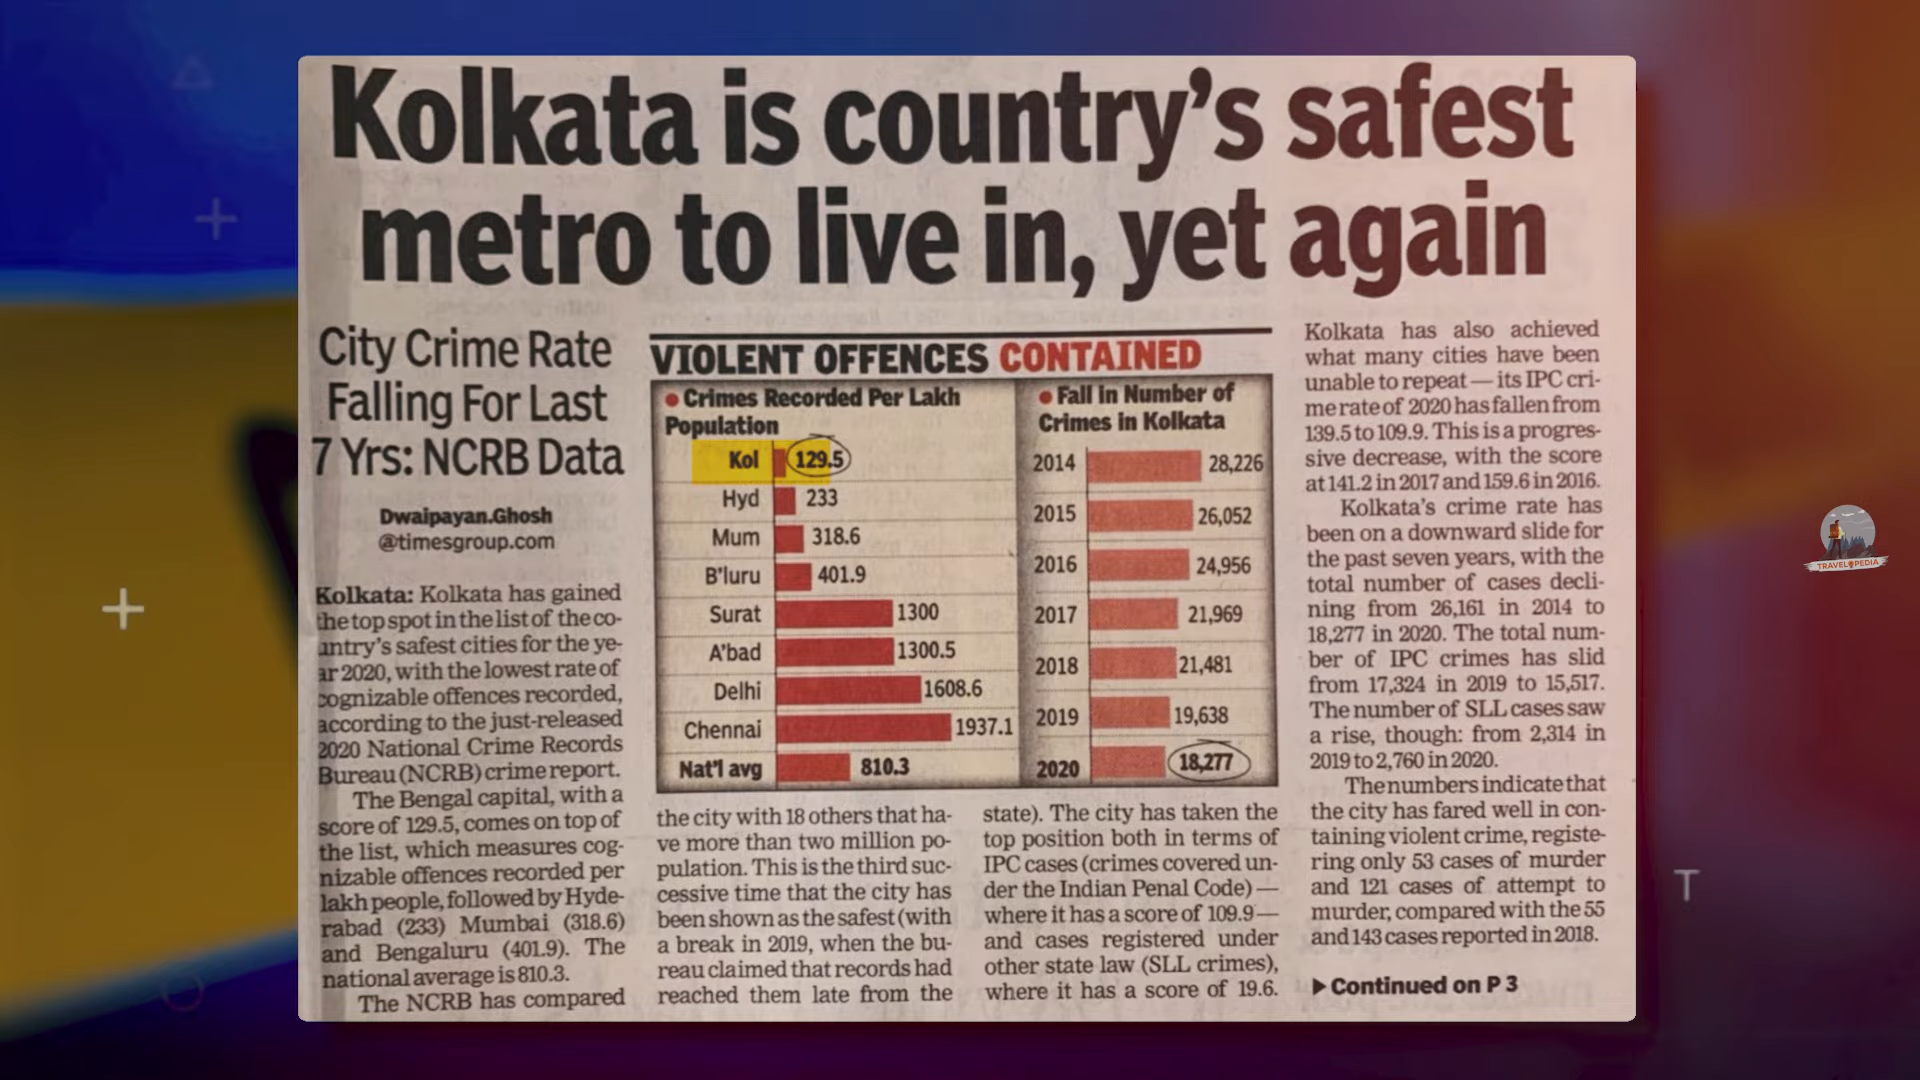 Kolkata is country's safest
metro to live in, yet again
City Crime Rate
Falling For Last
7 Yrs: NCRB Data
Dwaipayan.Ghosh
@timesgroup.com
Kolkata: Kolkata has gained
the top spot in the list of the co-
untry's safest cities for the ye-
ar 2020, with the lowest rate of
cognizable offences recorded,
according to the just-released
2020 National Crime Records
Bureau (NCRB) crime report.
The Bengal capital, with a
score of 129.5, comes on top of
the list, which measures cog-
nizable offences recorded per
lakh people, followed by Hyde-
rabad (233) Mumbai (318.6)
and Bengaluru (401.9). The
national average is 810.3.
The NCRB has compared
VIOLENT OFFENCES CONTAINED
• Crimes Recorded Per Lakh
Population
Kol 129.5
Hyd 233
Mum 318.6
B'luru 401.9
Surat 1300
A'bad 1300.5
Delhi 1608.6
Chennai 1937.1
Nat'l avg 810.3
• Fall in Number of
Crimes in Kolkata
2014 28,226
2015 26,052
2016 24,956
2017 21,969
2018 21,481
2019 19,638
2020 18,277
the city with 18 others that ha-
ve more than two million po-
pulation. This is the third suc-
cessive time that the city has
been shown as the safest (with
a break in 2019, when the bu-
reau claimed that records had
reached them late from the
state). The city has taken the
top position both in terms of
IPC cases (crimes covered un-
der the Indian Penal Code) —
where it has a score of 109.9 —
and cases registered under
other state law (SLL crimes),
where it has a score of 19.6.
Kolkata has also achieved
what many cities have been
unable to repeat — its IPC cri-
me rate of 2020 has fallen from
139.5 to 109.9. This is a progres-
sive decrease, with the score
at 141.2 in 2017 and 159.6 in 2016.
Kolkata's crime rate has
been on a downward slide for
the past seven years, with the
total number of cases decli-
ning from 26,161 in 2014 to
18,277 in 2020. The total num-
ber of IPC crimes has slid
from 17,324 in 2019 to 15,517.
The number of SLL cases saw
a rise, though: from 2,314 in
2019 to 2,760 in 2020.
The numbers indicate that
the city has fared well in con-
taining violent crime, registe-
ring only 53 cases of murder
and 121 cases of attempt to
murder, compared with the 55
and 143 cases reported in 2018.
▶ Continued on P 3
TRAVELOPEDIA
T